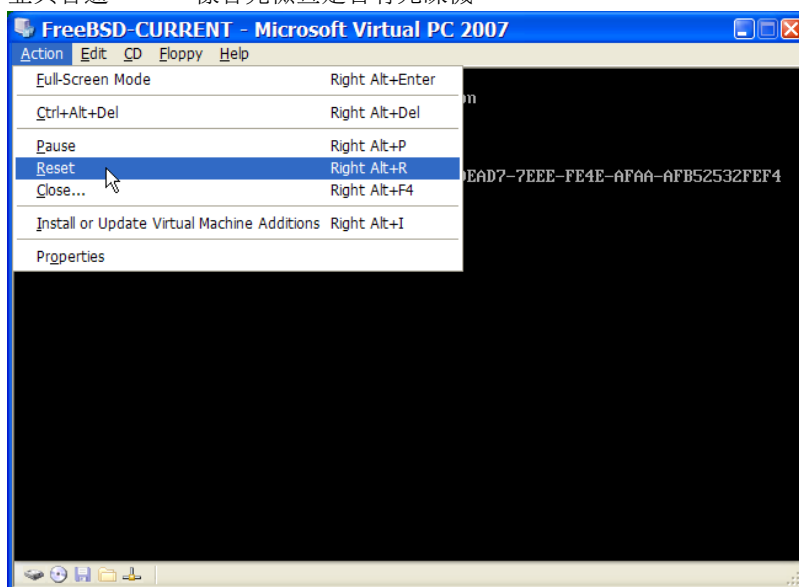 FreeBSD-CURRENT - Microsoft Virtual PC 2007
Action Edit CD Floppy Help
Full-Screen Mode Right Alt+Enter
on
Ctrl+Alt+Del Right Alt+Del
Pause Right Alt+P
Reset Right Alt+R
EAD7-7EEE-FE4E-AFAA-AFB52532FEF4
Close... Right Alt+F4
Install or Update Virtual Machine Additions Right Alt+I
Properties